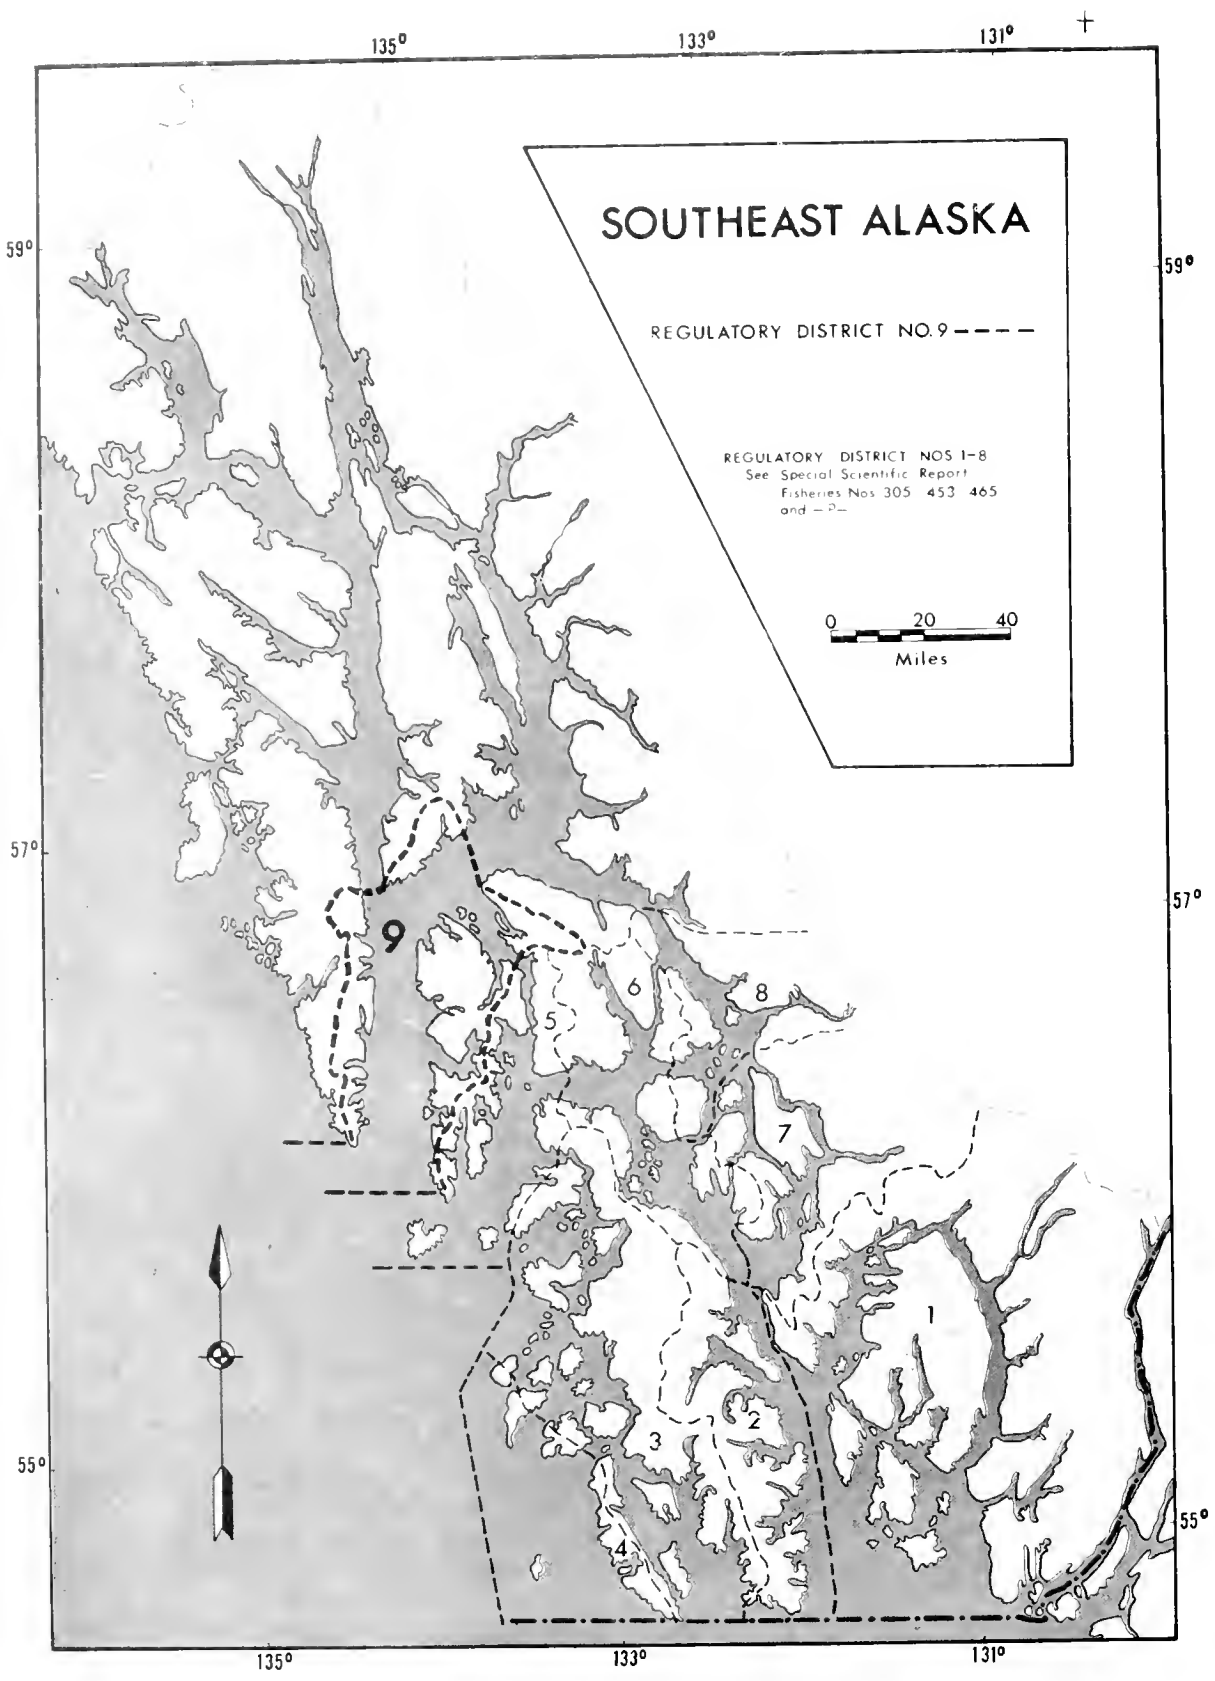 135° 133° 131°
SOUTHEAST ALASKA
59° 59°
REGULATORY DISTRICT NO. 9
REGULATORY DISTRICT NOS 1-8
See Special Scientific Report
Fisheries Nos 305 453 465
and
0 20 40
Miles
57° 57°
9
6
8
5
7
1
2
3
55° 55°
4
135° 133° 131°